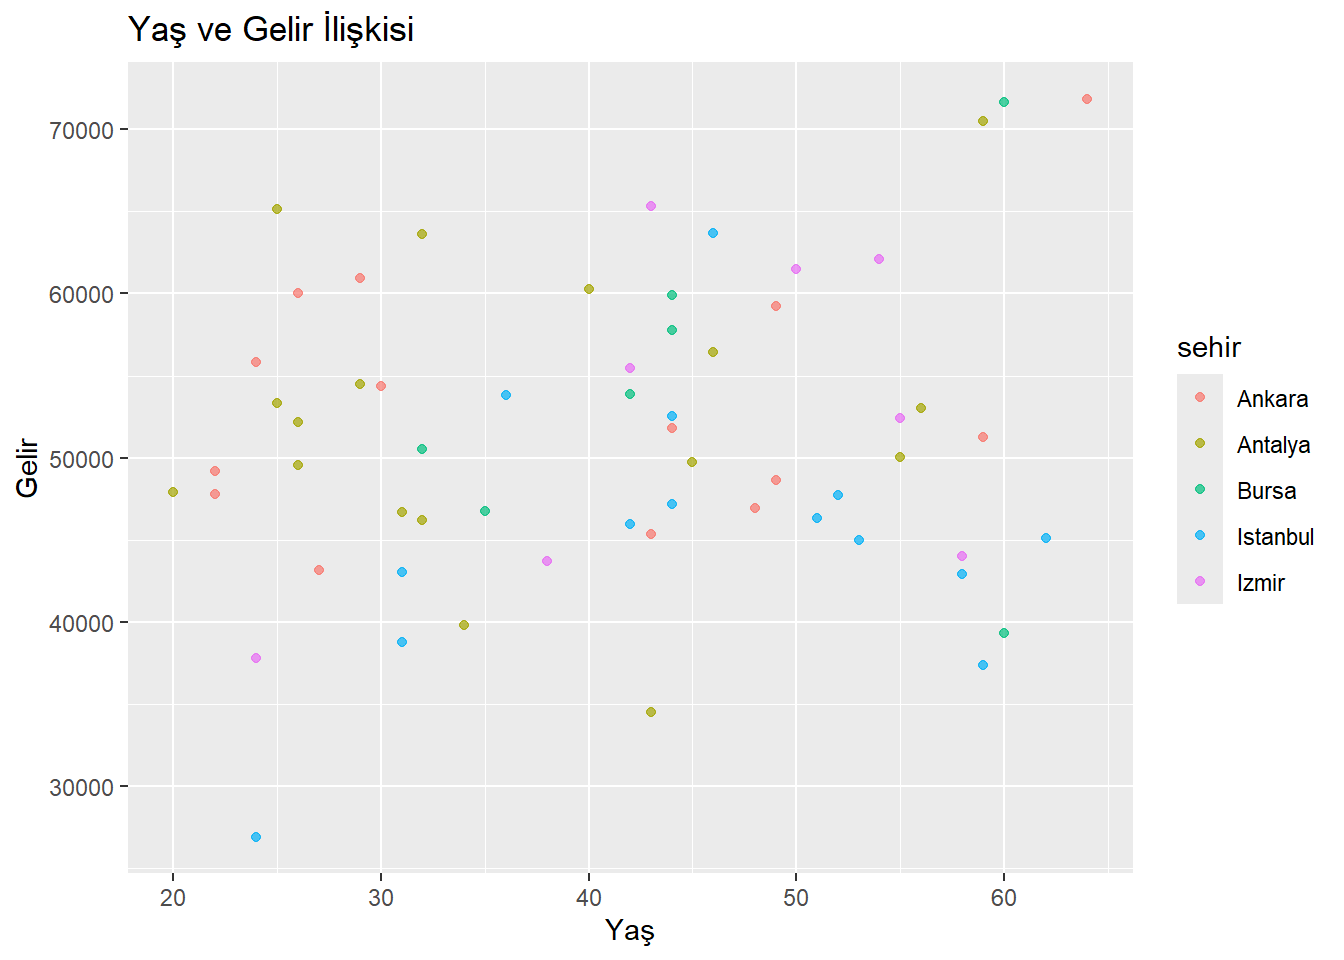 Yaş ve Gelir İlişkisi
70000
60000
50000
40000
30000
Gelir
20 30 40 50 60
Yaş
sehir
Ankara
Antalya
Bursa
Istanbul
Izmir